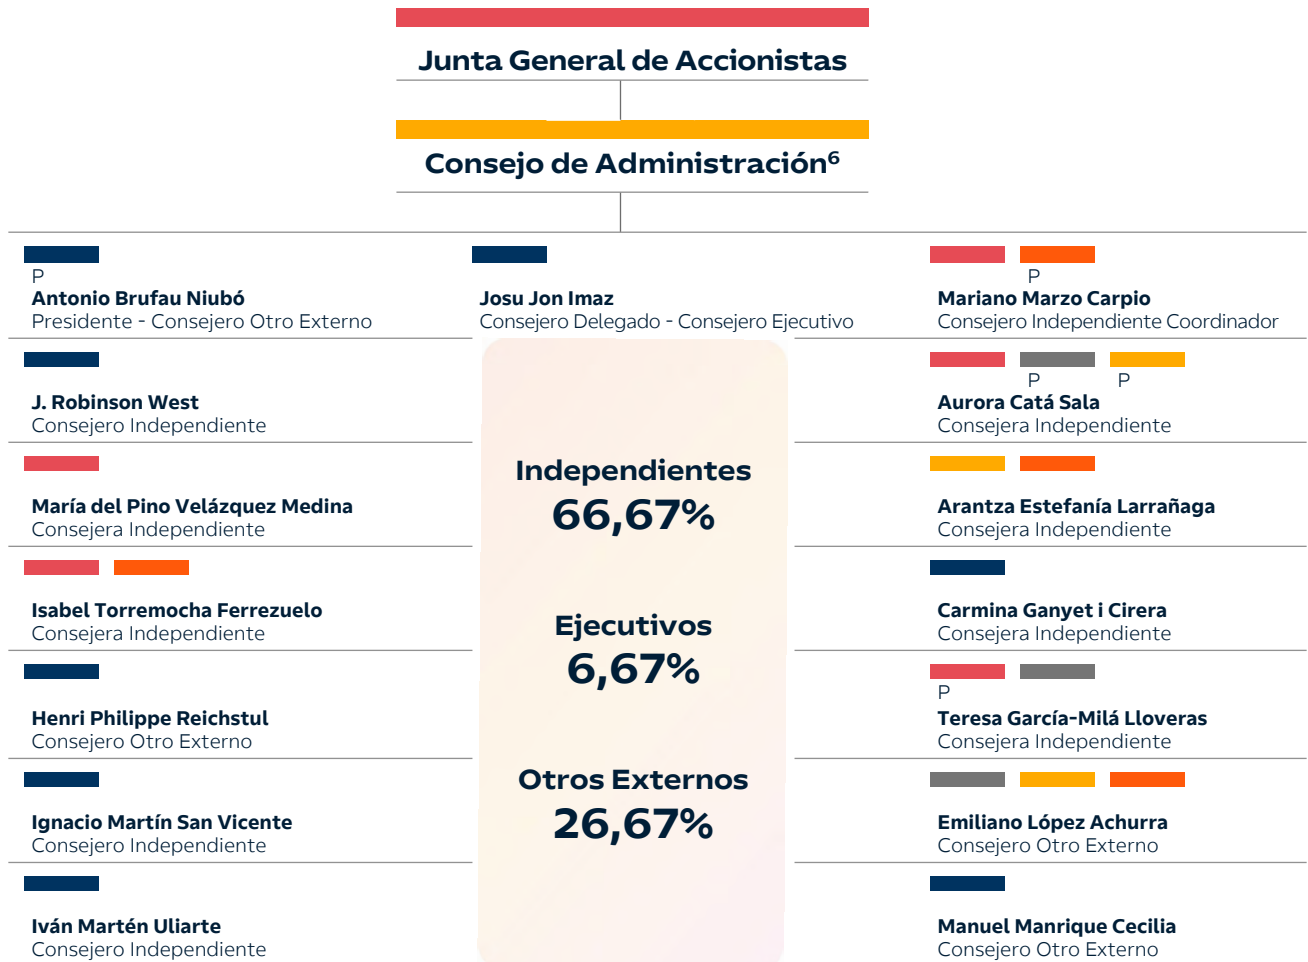 Junta General de Accionistas
Consejo de Administración⁶
P
Antonio Brufau Niubó
Presidente - Consejero Otro Externo
Josu Jon Imaz
Consejero Delegado - Consejero Ejecutivo
P
Mariano Marzo Carpio
Consejero Independiente Coordinador
J. Robinson West
Consejero Independiente
P P
Aurora Catá Sala
Consejera Independiente
María del Pino Velázquez Medina
Consejera Independiente
Arantza Estefanía Larrañaga
Consejera Independiente
Isabel Torremocha Ferrezuelo
Consejera Independiente
Carmina Ganyet i Cirera
Consejera Independiente
Henri Philippe Reichstul
Consejero Otro Externo
P
Teresa García-Milá Lloveras
Consejera Independiente
Ignacio Martín San Vicente
Consejero Independiente
Emiliano López Achurra
Consejero Otro Externo
Iván Martén Uliarte
Consejero Independiente
Manuel Manrique Cecilia
Consejero Otro Externo
Independientes
66,67%
Ejecutivos
6,67%
Otros Externos
26,67%